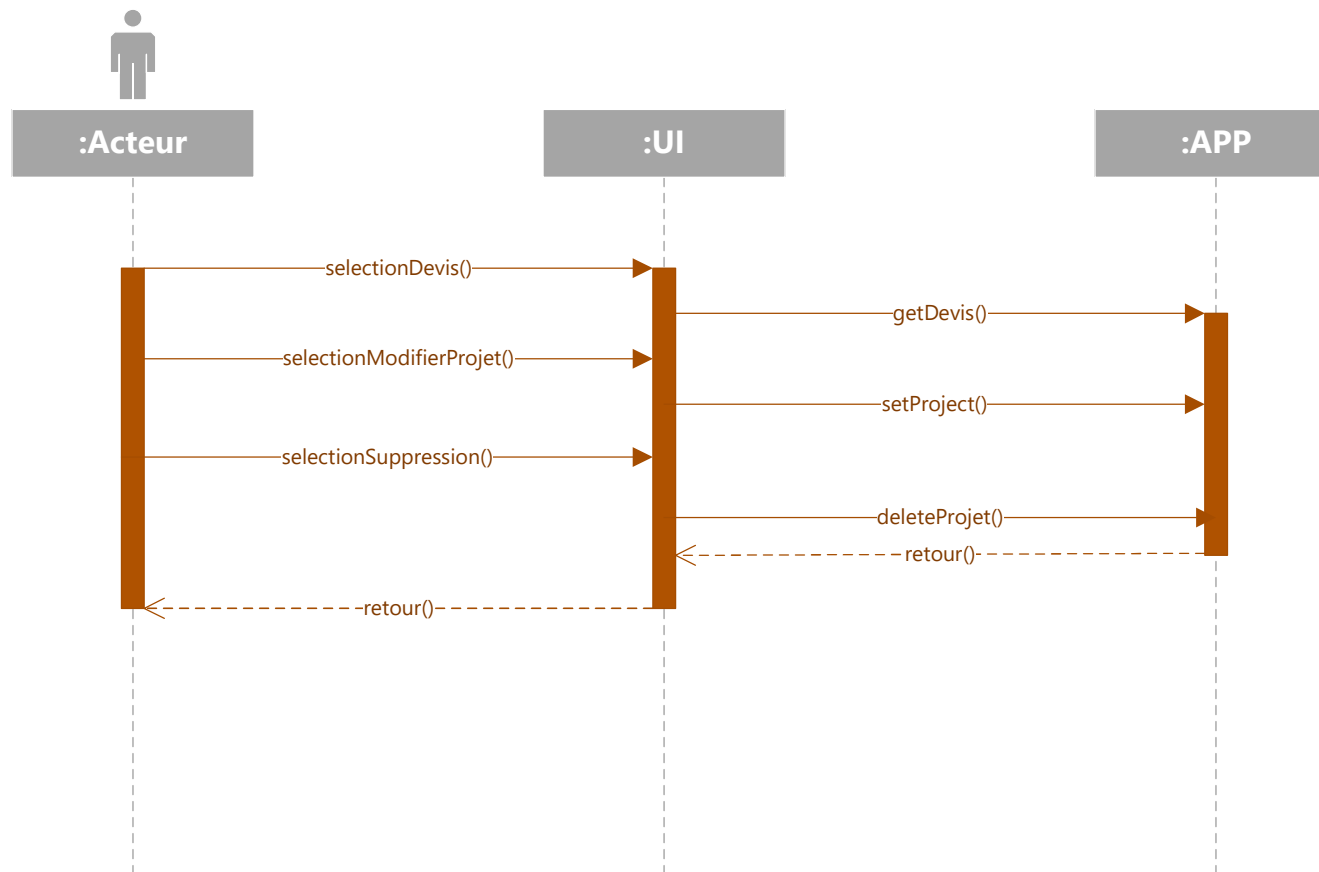 :Acteur
:UI
:APP
selectionDevis()
getDevis()
selectionModifierProjet()
setProject()
selectionSuppression()
deleteProjet()
retour()
retour()